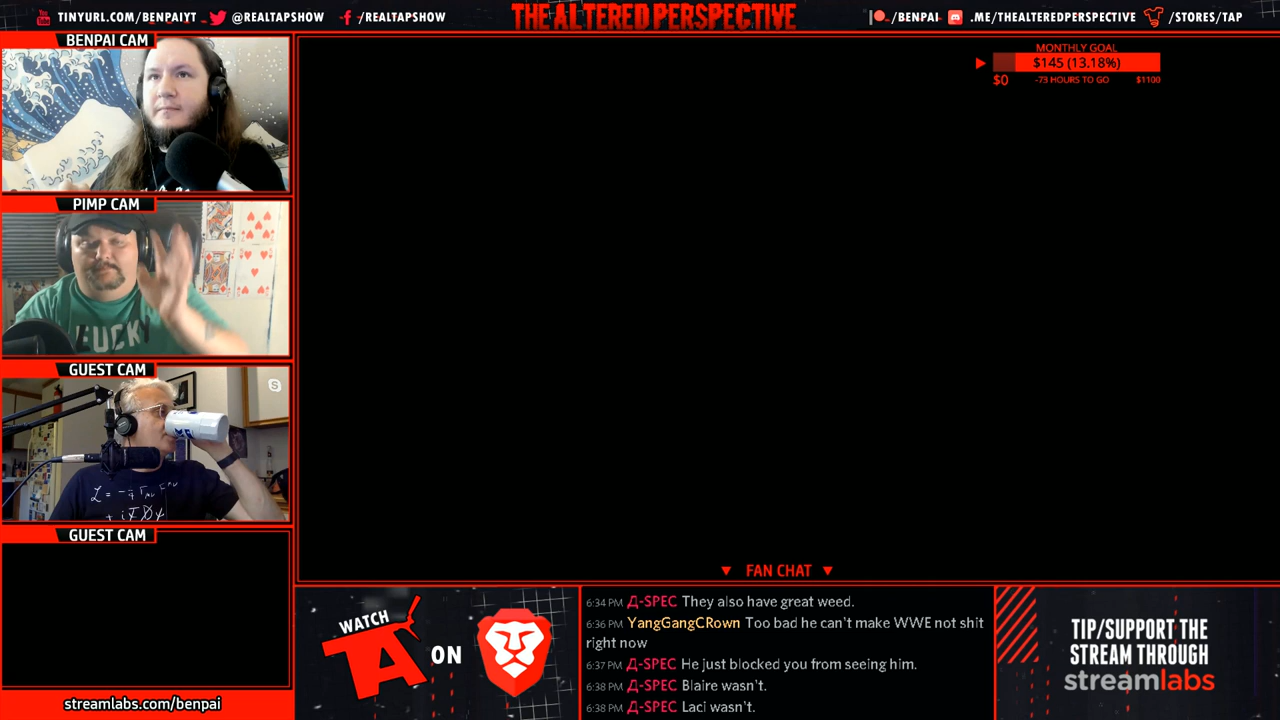 TINYURL.COM/BENPAIYT @REALTAPSHOW /REALTAPSHOW
THE ALTERED PERSPECTIVE
/BENPAI .ME/THEALTEREDPERSPECTIVE /STORES/TAP
BENPAI CAM
MONTHLY GOAL
$145 (13.18%)
$0 -73 HOURS TO GO $1100
PIMP CAM
UCKY
GUEST CAM
GUEST CAM
FAN CHAT
WATCH
TA ON
6:34 PM Д-SPEC They also have great weed.
6:36 PM YangGangCRown Too bad he can't make WWE not shit
right now
6:37 PM Д-SPEC He just blocked you from seeing him.
6:38 PM Д-SPEC Blaire wasn't.
6:38 PM Д-SPEC Laci wasn't.
TIP/SUPPORT THE
STREAM THROUGH
streamlabs
streamlabs.com/benpai